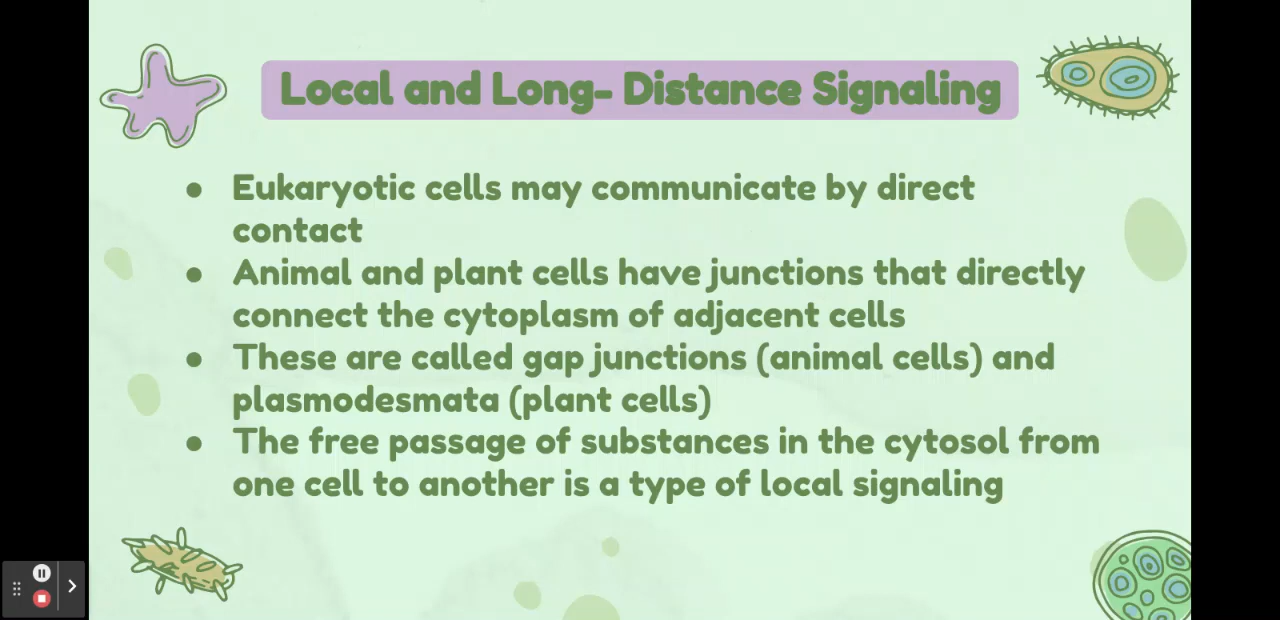 Local and Long- Distance Signaling
● Eukaryotic cells may communicate by direct
contact
● Animal and plant cells have junctions that directly
connect the cytoplasm of adjacent cells
● These are called gap junctions (animal cells) and
plasmodesmata (plant cells)
● The free passage of substances in the cytosol from
one cell to another is a type of local signaling